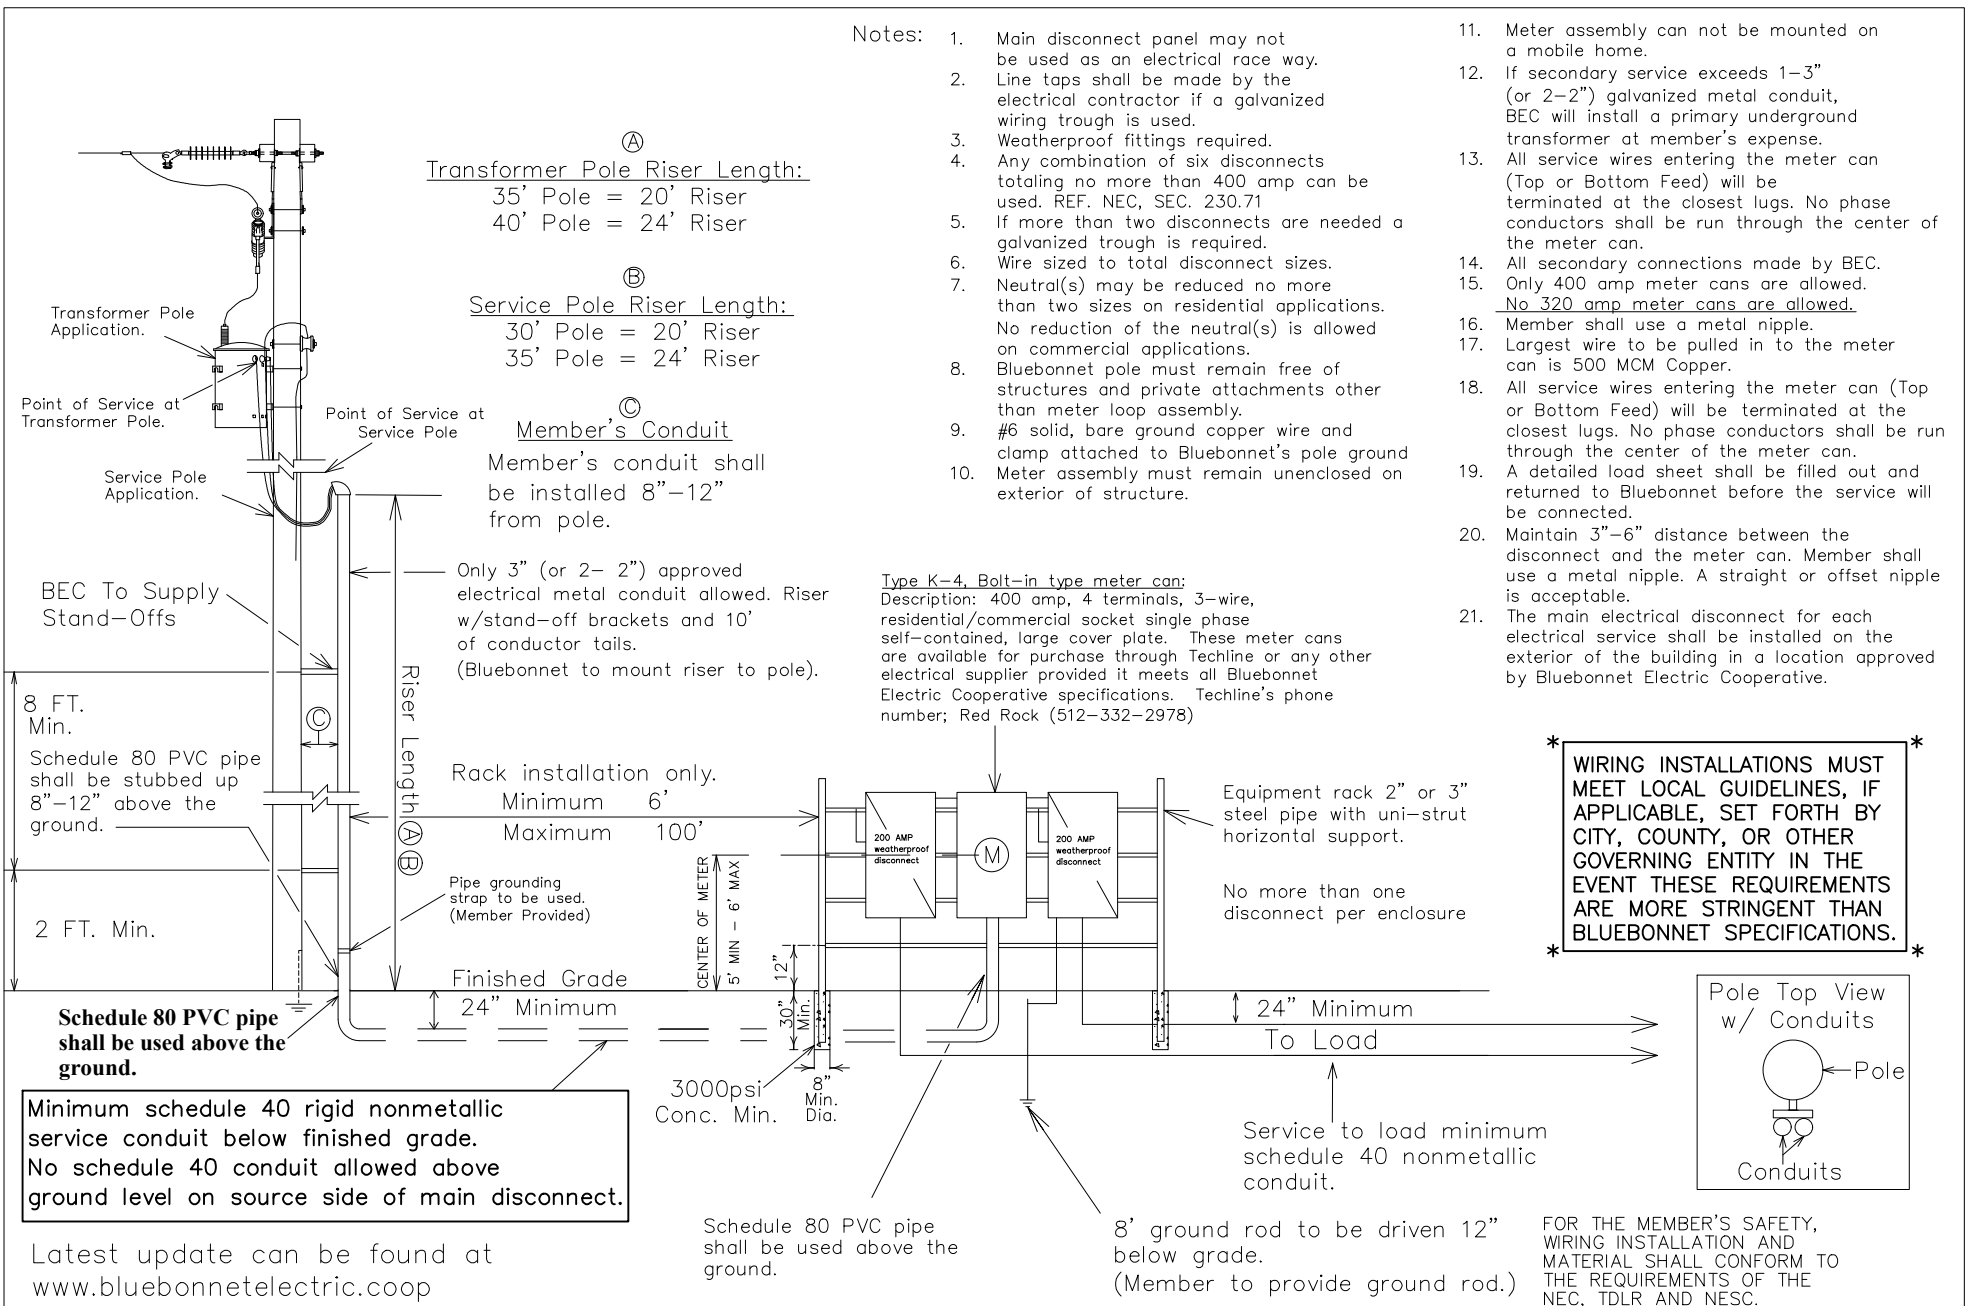 Notes:
1. Main disconnect panel may not
be used as an electrical race way.
2. Line taps shall be made by the
electrical contractor if a galvanized
wiring trough is used.
3. Weatherproof fittings required.
4. Any combination of six disconnects
totaling no more than 400 amp can be
used. REF. NEC, SEC. 230.71
5. If more than two disconnects are needed a
galvanized trough is required.
6. Wire sized to total disconnect sizes.
7. Neutral(s) may be reduced no more
than two sizes on residential applications.
No reduction of the neutral(s) is allowed
on commercial applications.
8. Bluebonnet pole must remain free of
structures and private attachments other
than meter loop assembly.
9. #6 solid, bare ground copper wire and
clamp attached to Bluebonnet's pole ground
10. Meter assembly must remain unenclosed on
exterior of structure.
11. Meter assembly can not be mounted on
a mobile home.
12. If secondary service exceeds 1-3"
(or 2-2") galvanized metal conduit,
BEC will install a primary underground
transformer at member's expense.
13. All service wires entering the meter can
(Top or Bottom Feed) will be
terminated at the closest lugs. No phase
conductors shall be run through the center of
the meter can.
14. All secondary connections made by BEC.
15. Only 400 amp meter cans are allowed.
No 320 amp meter cans are allowed.
16. Member shall use a metal nipple.
17. Largest wire to be pulled in to the meter
can is 500 MCM Copper.
18. All service wires entering the meter can (Top
or Bottom Feed) will be terminated at the
closest lugs. No phase conductors shall be run
through the center of the meter can.
19. A detailed load sheet shall be filled out and
returned to Bluebonnet before the service will
be connected.
20. Maintain 3"-6" distance between the
disconnect and the meter can. Member shall
use a metal nipple. A straight or offset nipple
is acceptable.
21. The main electrical disconnect for each
electrical service shall be installed on the
exterior of the building in a location approved
by Bluebonnet Electric Cooperative.
A
Transformer Pole Riser Length:
35' Pole = 20' Riser
40' Pole = 24' Riser
B
Service Pole Riser Length:
30' Pole = 20' Riser
35' Pole = 24' Riser
C
Member's Conduit
Member's conduit shall
be installed 8"-12"
from pole.
Transformer Pole
Application.
Point of Service at
Transformer Pole.
Point of Service at
Service Pole
Service Pole
Application.
BEC To Supply
Stand-Offs
Only 3" (or 2- 2") approved
electrical metal conduit allowed. Riser
w/stand-off brackets and 10'
of conductor tails.
(Bluebonnet to mount riser to pole).
Type K-4, Bolt-in type meter can:
Description: 400 amp, 4 terminals, 3-wire,
residential/commercial socket single phase
self-contained, large cover plate. These meter cans
are available for purchase through Techline or any other
electrical supplier provided it meets all Bluebonnet
Electric Cooperative specifications. Techline's phone
number; Red Rock (512-332-2978)
8 FT.
Min.
C
Riser Length A B
Schedule 80 PVC pipe
shall be stubbed up
8"-12" above the
ground.
Rack installation only.
Minimum 6'
Maximum 100'
200 AMP
weatherproof
disconnect
M
200 AMP
weatherproof
disconnect
Equipment rack 2" or 3"
steel pipe with uni-strut
horizontal support.
No more than one
disconnect per enclosure
* *
WIRING INSTALLATIONS MUST
MEET LOCAL GUIDELINES, IF
APPLICABLE, SET FORTH BY
CITY, COUNTY, OR OTHER
GOVERNING ENTITY IN THE
EVENT THESE REQUIREMENTS
ARE MORE STRINGENT THAN
BLUEBONNET SPECIFICATIONS.
* *
2 FT. Min.
Pipe grounding
strap to be used.
(Member Provided)
CENTER OF METER
5' MIN - 6' MAX
12"
30"
Min.
Finished Grade
24" Minimum
24" Minimum
To Load
Schedule 80 PVC pipe
shall be used above the
ground.
Pole Top View
w/ Conduits
Pole
Conduits
Minimum schedule 40 rigid nonmetallic
service conduit below finished grade.
No schedule 40 conduit allowed above
ground level on source side of main disconnect.
3000psi
Conc. Min.
8"
Min.
Dia.
Service to load minimum
schedule 40 nonmetallic
conduit.
Latest update can be found at
www.bluebonnetelectric.coop
Schedule 80 PVC pipe
shall be used above the
ground.
8' ground rod to be driven 12"
below grade.
(Member to provide ground rod.)
FOR THE MEMBER'S SAFETY,
WIRING INSTALLATION AND
MATERIAL SHALL CONFORM TO
THE REQUIREMENTS OF THE
NEC, TDLR AND NESC.